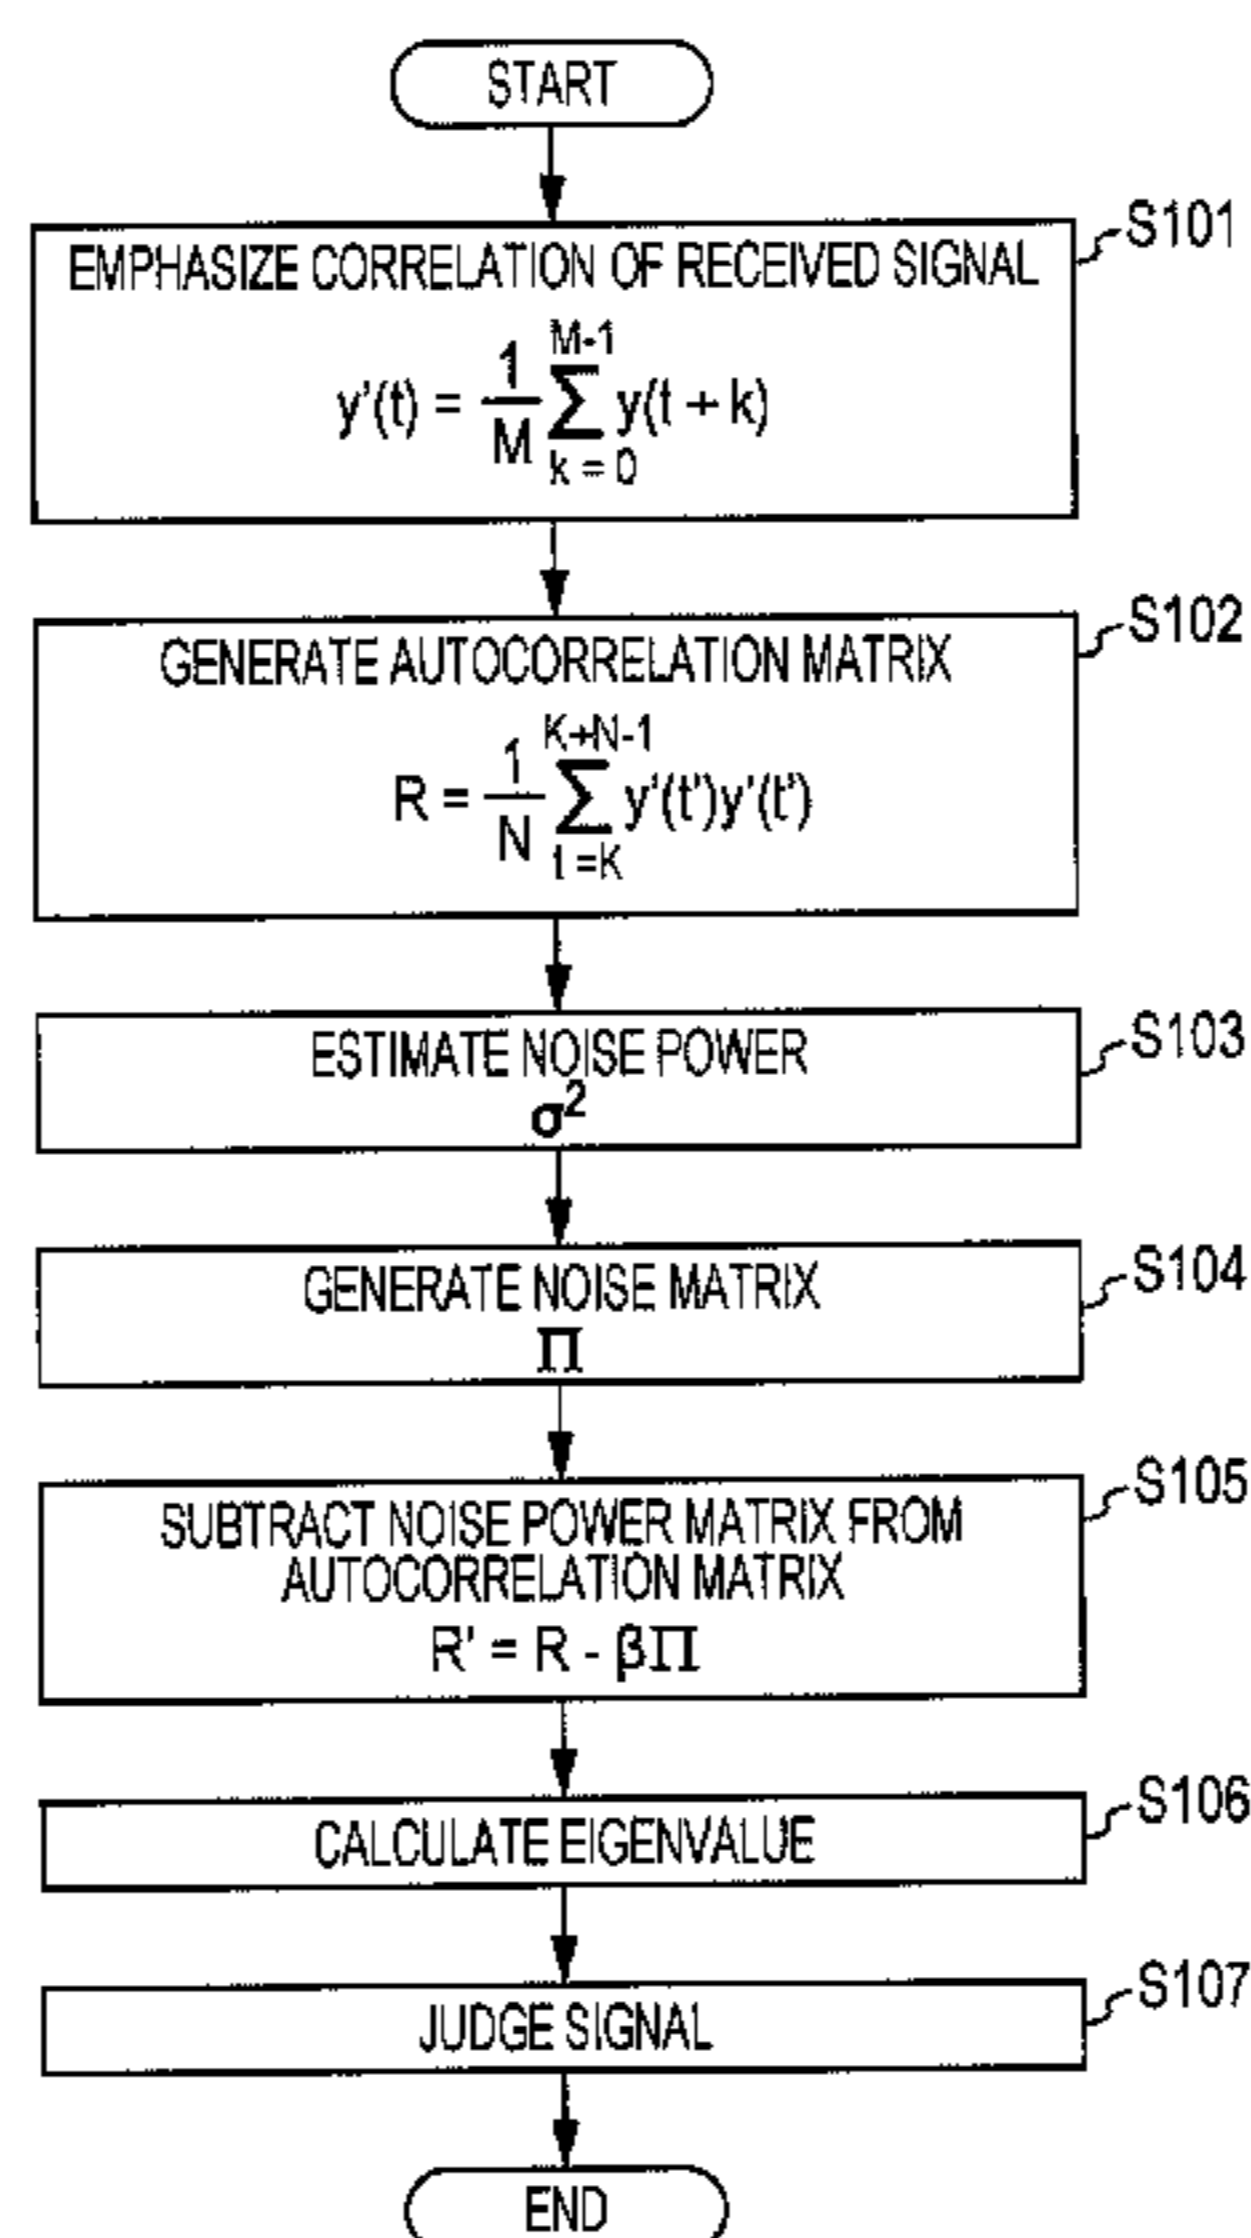 START
S101
EMPHASIZE CORRELATION OF RECEIVED SIGNAL
y'(t) = 1/M Σ_{k = 0}^{M-1} y(t + k)
S102
GENERATE AUTOCORRELATION MATRIX
R = 1/N Σ_{t =K}^{K+N-1} y'(t')y'(t')
S103
ESTIMATE NOISE POWER
σ²
S104
GENERATE NOISE MATRIX
Π
S105
SUBTRACT NOISE POWER MATRIX FROM
AUTOCORRELATION MATRIX
R' = R - βΠ
S106
CALCULATE EIGENVALUE
S107
JUDGE SIGNAL
END